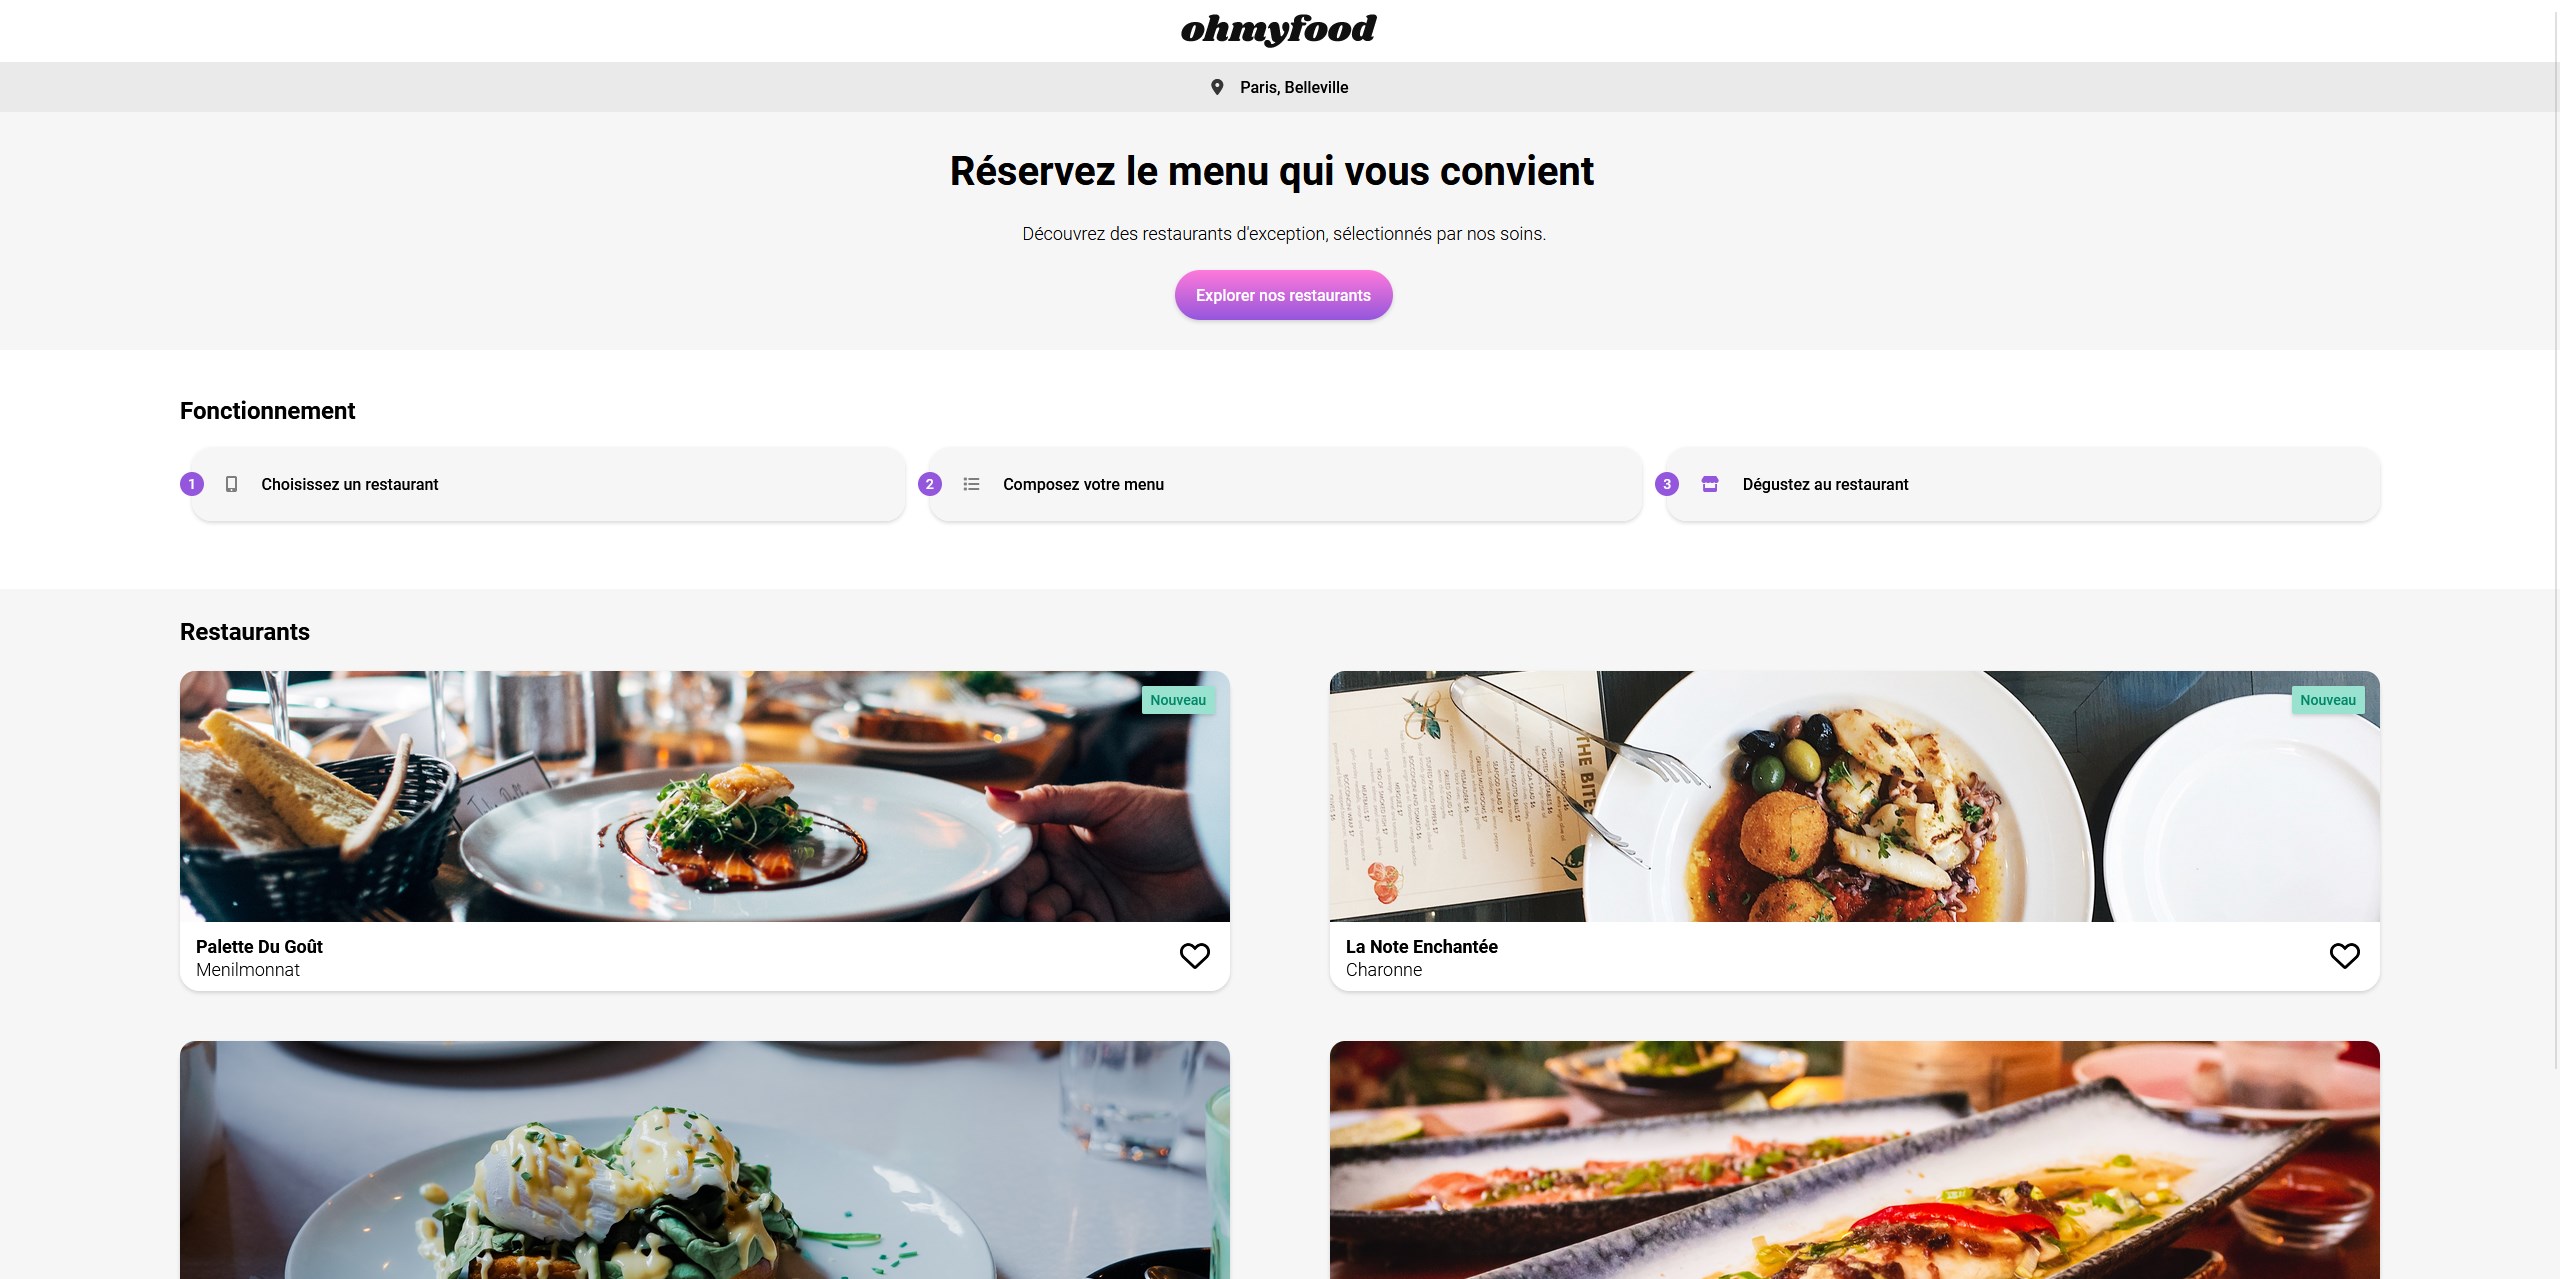 ohmyfood
Paris, Belleville
Réservez le menu qui vous convient
Découvrez des restaurants d'exception, sélectionnés par nos soins.
Explorer nos restaurants
Fonctionnement
1 Choisissez un restaurant
2 Composez votre menu
3 Dégustez au restaurant
Restaurants
Nouveau
THE BITE
Nouveau
Palette Du Goût
Menilmonnat
La Note Enchantée
Charonne